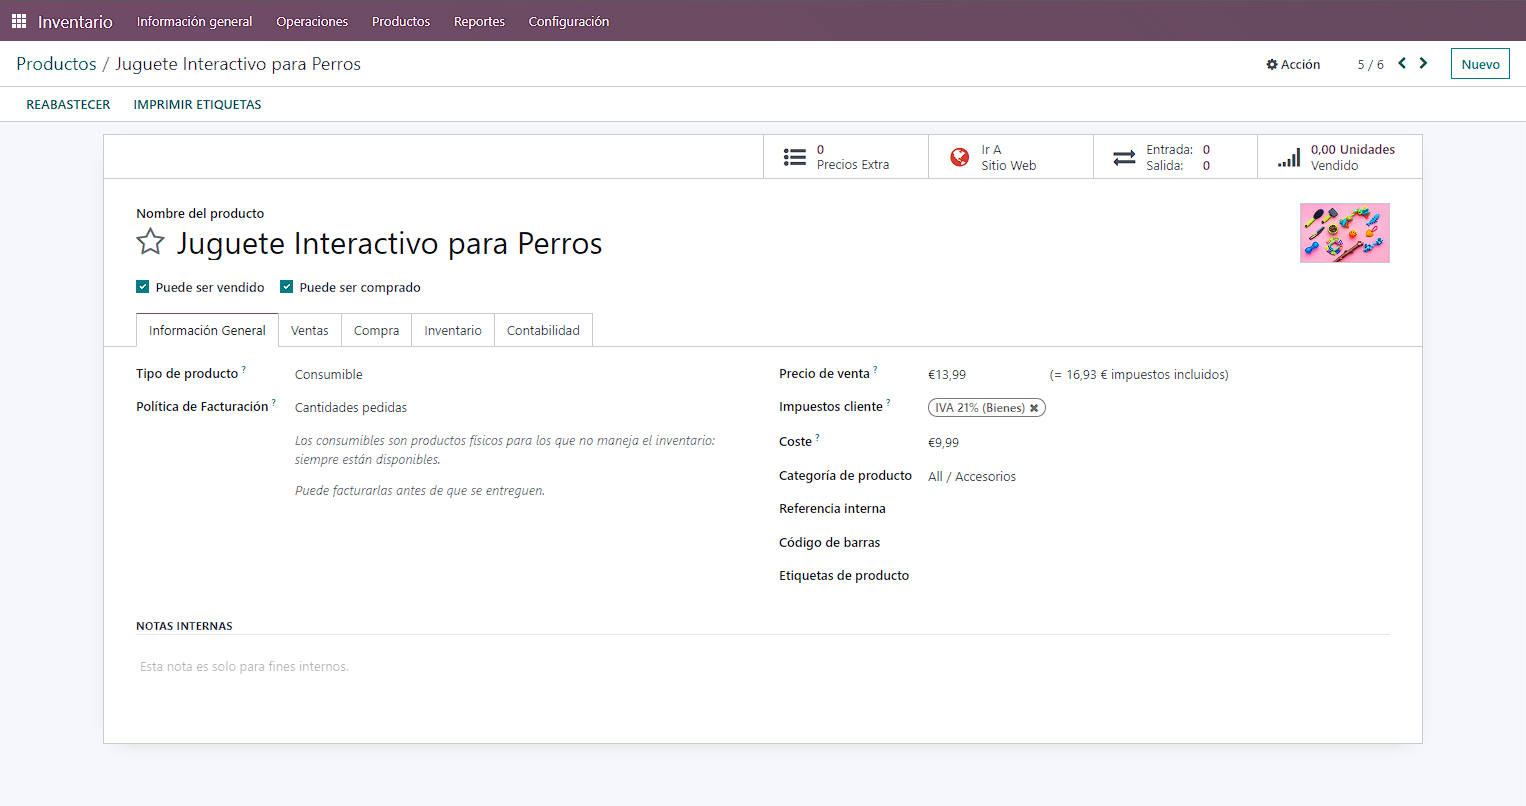 Inventario Información general Operaciones Productos Reportes Configuración
Productos / Juguete Interactivo para Perros Acción 5 / 6 Nuevo
REABASTECER IMPRIMIR ETIQUETAS
0
Precios Extra
Ir A
Sitio Web
Entrada: 0
Salida: 0
0,00 Unidades
Vendido
Nombre del producto
Juguete Interactivo para Perros
Puede ser vendido Puede ser comprado
Información General Ventas Compra Inventario Contabilidad
Tipo de producto ? Consumible
Política de Facturación ? Cantidades pedidas
Los consumibles son productos físicos para los que no maneja el inventario:
siempre están disponibles.
Puede facturarlas antes de que se entreguen.
Precio de venta ? €13,99 (= 16,93 € impuestos incluidos)
Impuestos cliente ? IVA 21% (Bienes) ✖
Coste ? €9,99
Categoría de producto All / Accesorios
Referencia interna
Código de barras
Etiquetas de producto
NOTAS INTERNAS
Esta nota es solo para fines internos.